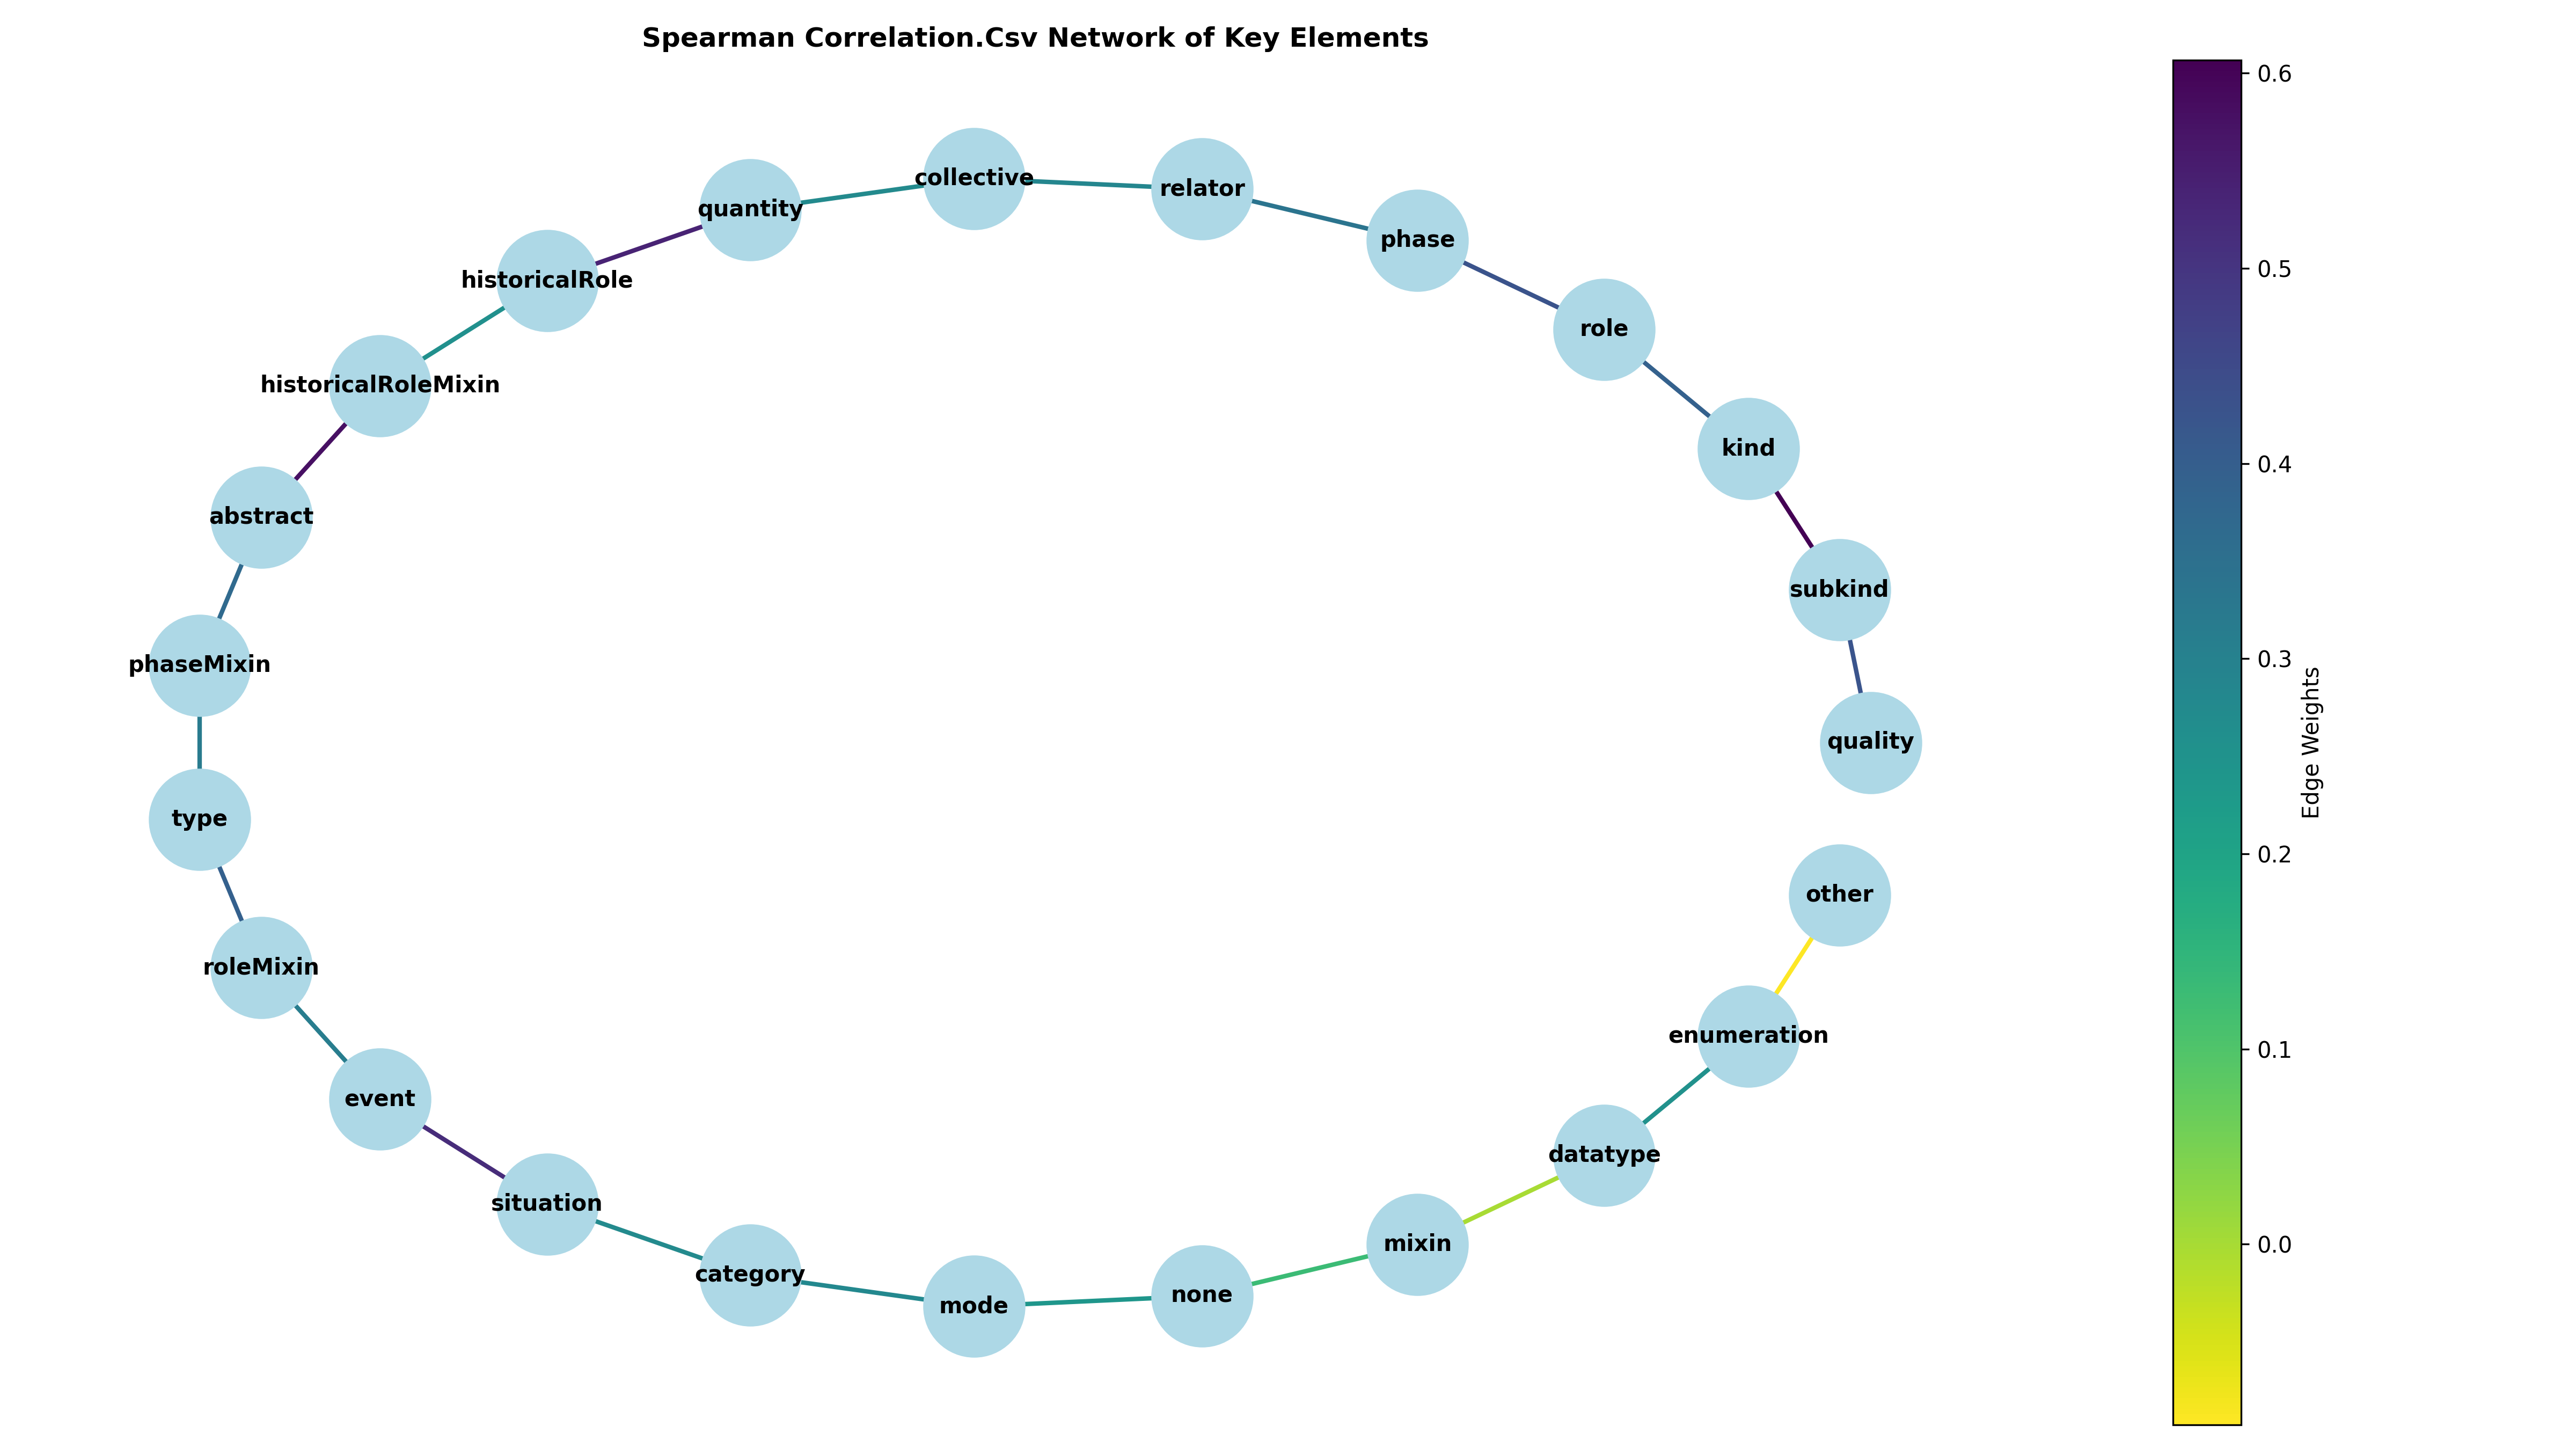 Spearman Correlation.Csv Network of Key Elements
collective
relator
quantity
phase
historicalRole
role
historicalRoleMixin
kind
abstract
subkind
phaseMixin
quality
type
other
roleMixin
enumeration
event
datatype
situation
mixin
category
none
mode
0.6
0.5
0.4
0.3
0.2
0.1
0.0
Edge Weights